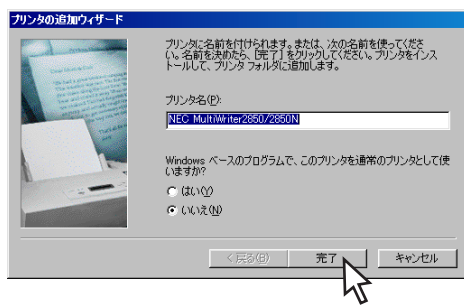 プリンタの追加ウィザード
プリンタに名前を付けられます。または、次の名前を使ってくださ
い。名前を決めたら、[完了] をクリックしてください。プリンタをインス
トールして、プリンタ フォルダに追加します。
プリンタ名(P):
NEC MultiWriter2850/2850N
Windows ベースのプログラムで、このプリンタを通常のプリンタとして使
いますか?
はい(Y)
いいえ(N)
< 戻る(B)
完了
キャンセル